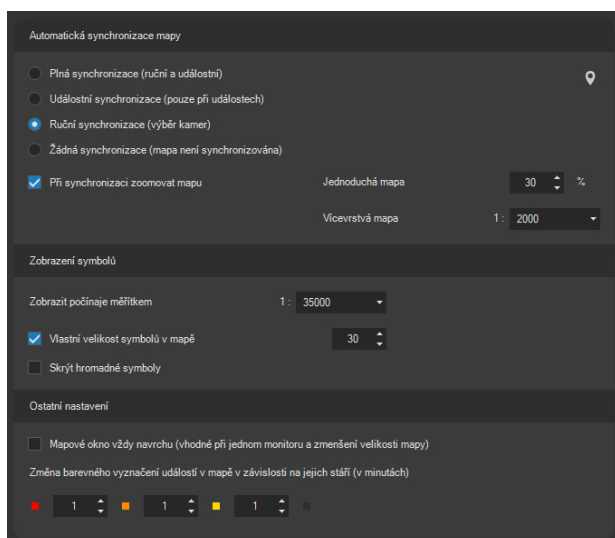 Automatická synchronizace mapy
Plná synchronizace (ruční a událostní)
Událostní synchronizace (pouze při událostech)
Ruční synchronizace (výběr kamer)
Žádná synchronizace (mapa není synchronizována)
Při synchronizaci zoomovat mapu Jednoduchá mapa 30 %
Vícevrstvá mapa 1 : 2000
Zobrazení symbolů
Zobrazit počínaje měřítkem 1 : 35000
Vlastní velikost symbolů v mapě 30
Skrýt hromadné symboly
Ostatní nastavení
Mapové okno vždy navrchu (vhodné při jednom monitoru a zmenšení velikosti mapy)
Změna barevného vyznačení událostí v mapě v závislosti na jejich stáří (v minutách)
1 1 1